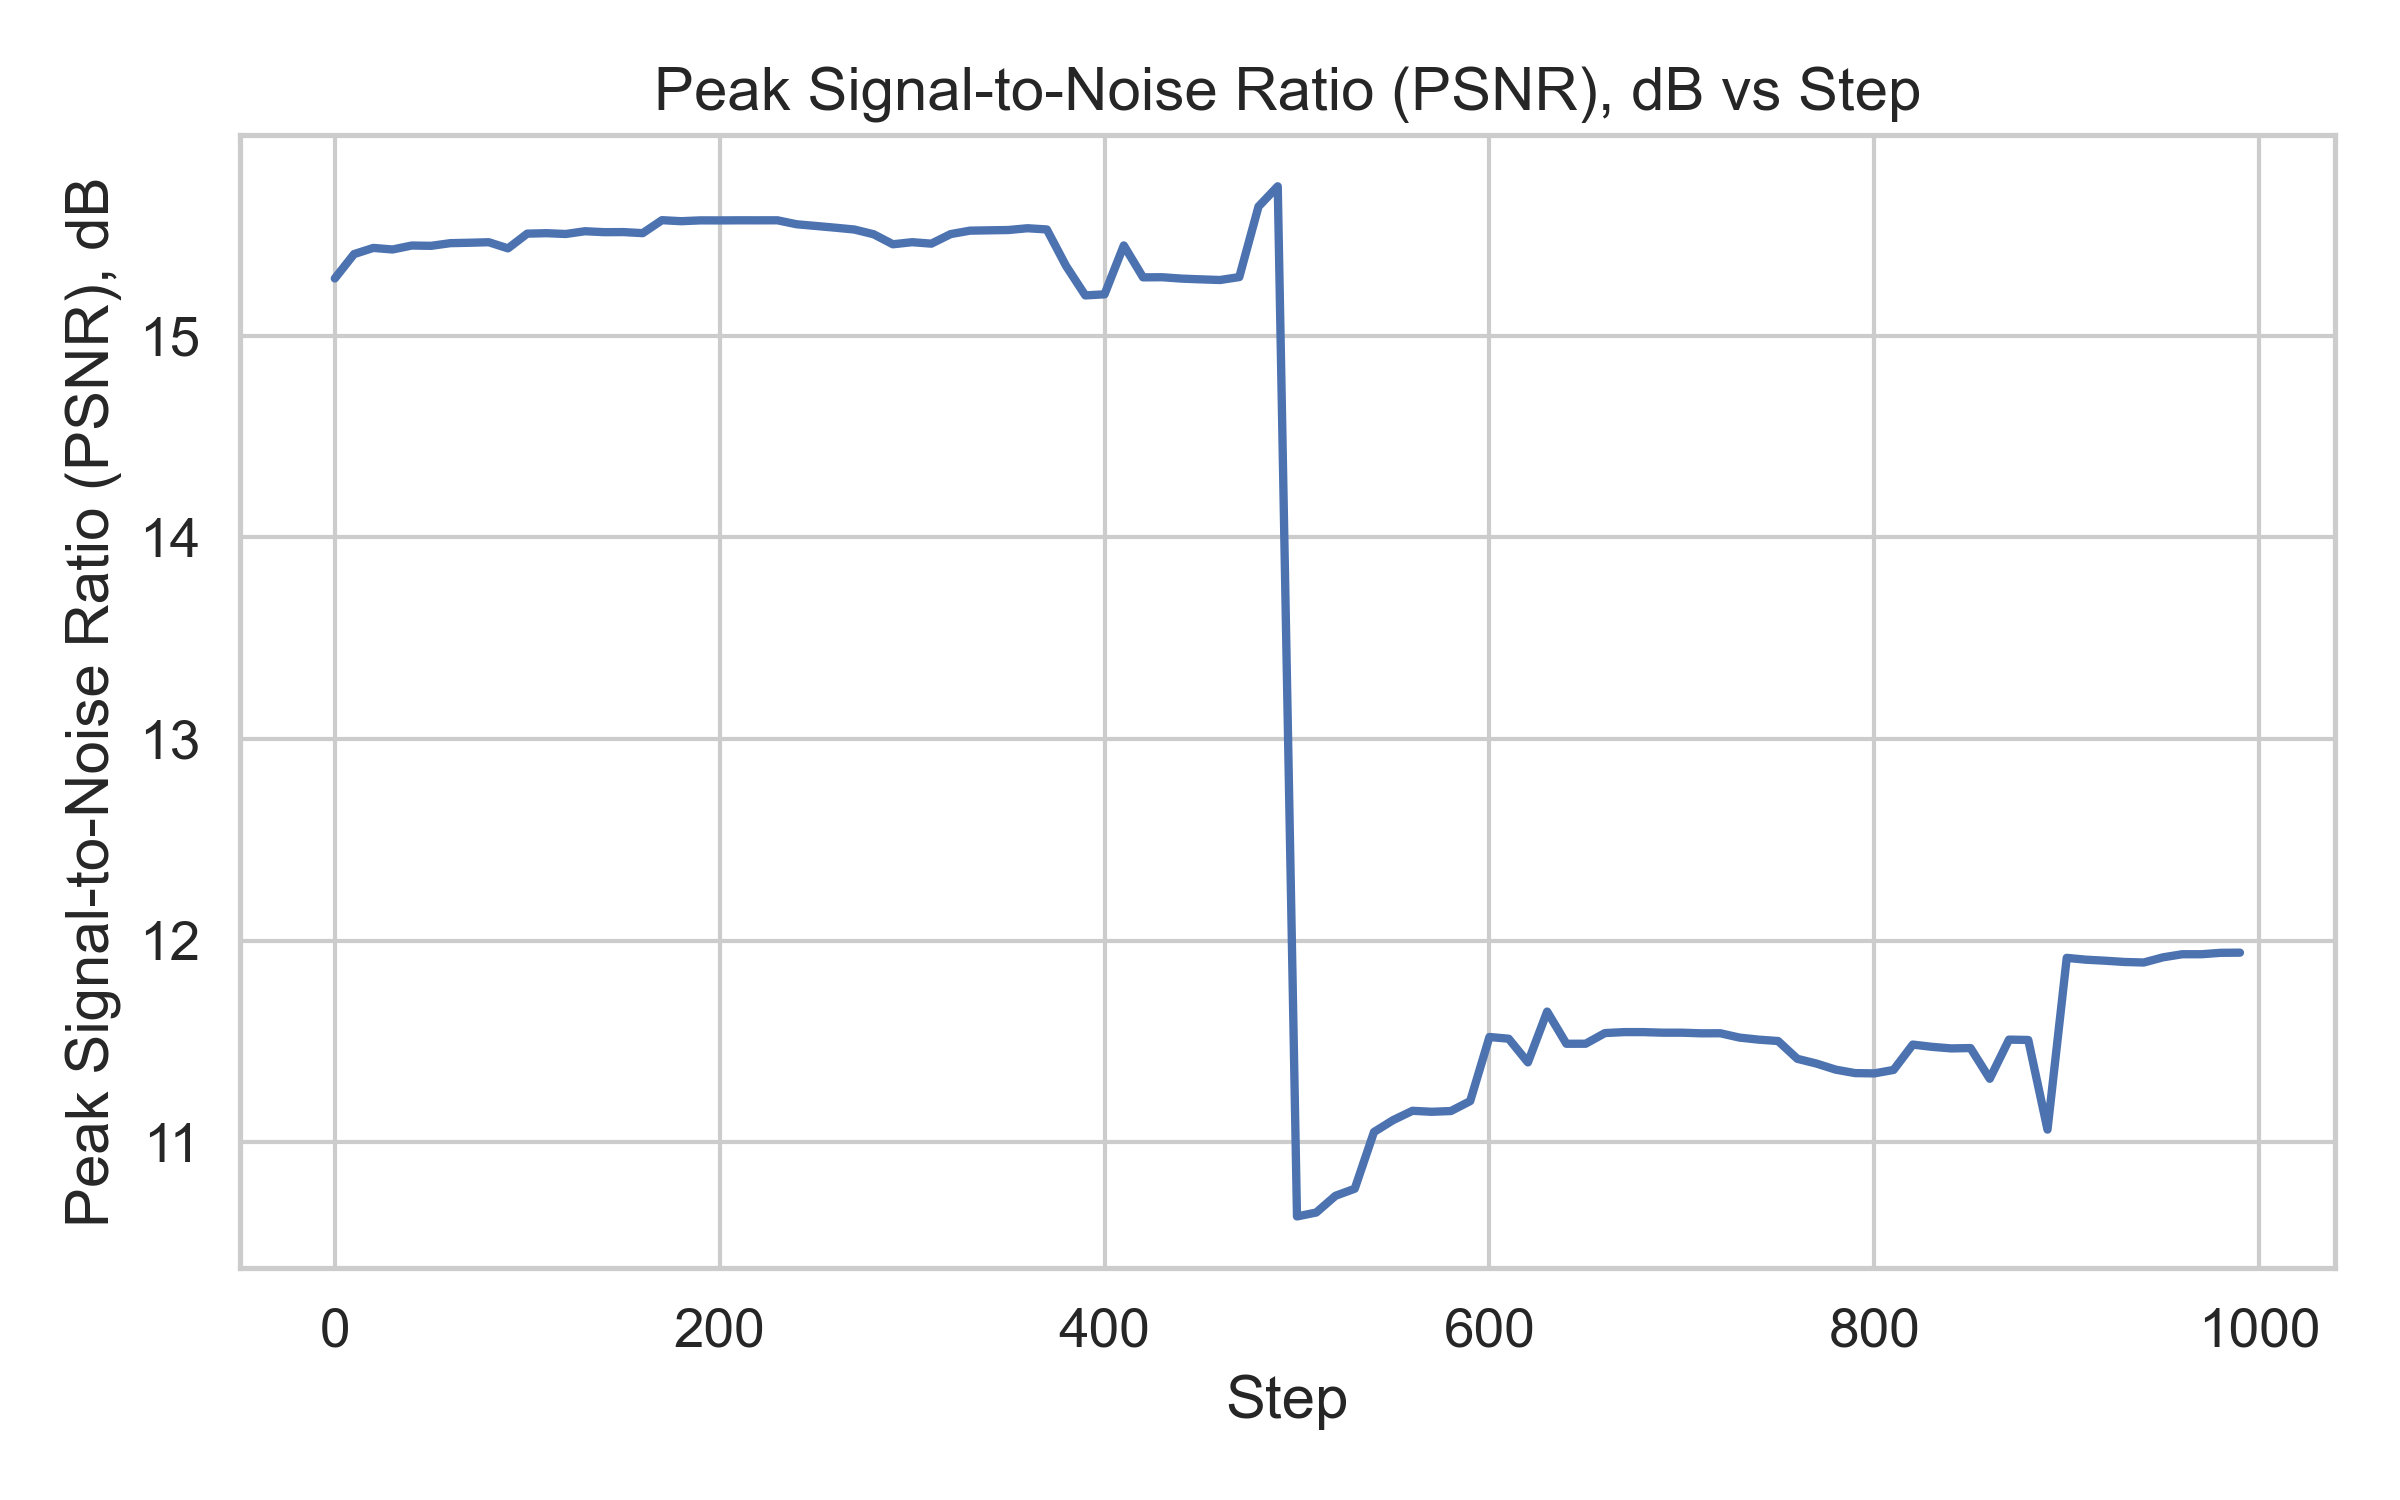 Peak Signal-to-Noise Ratio (PSNR), dB vs Step
Peak Signal-to-Noise Ratio (PSNR), dB
15
14
13
12
11
0 200 400 600 800 1000
Step